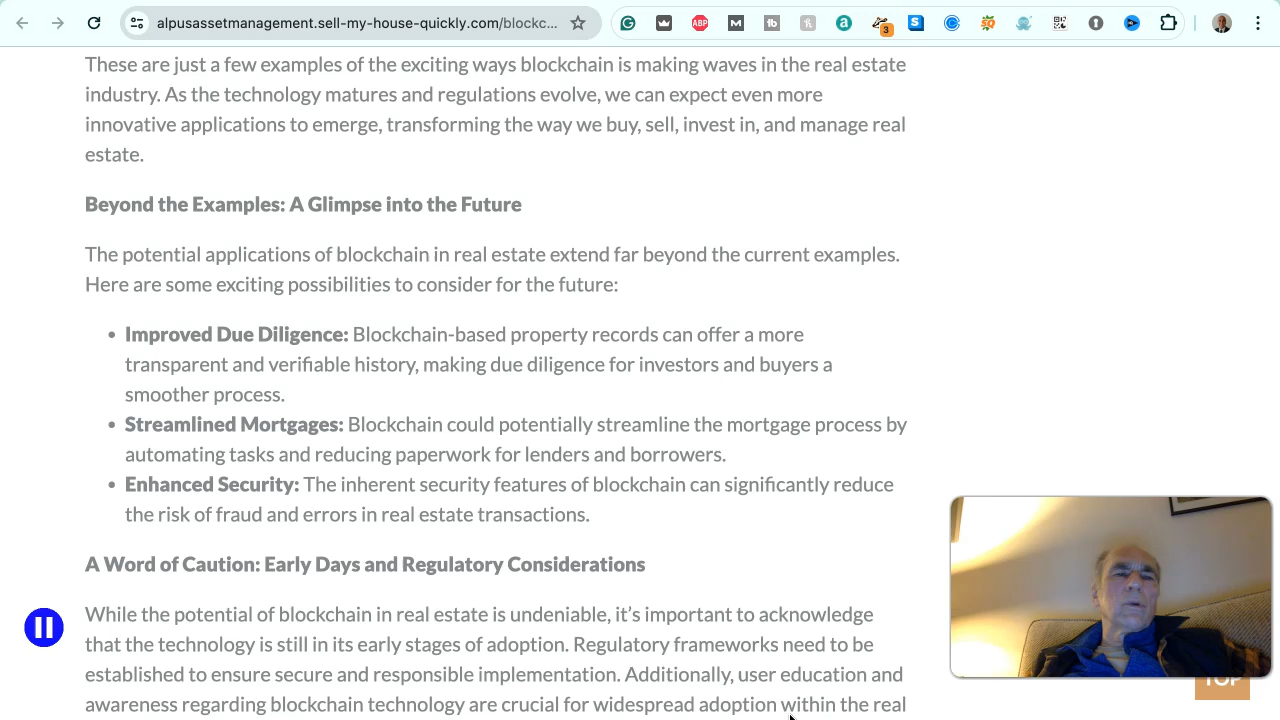 alpusassetmanagement.sell-my-house-quickly.com/blockc...
ABP
3
These are just a few examples of the exciting ways blockchain is making waves in the real estate
industry. As the technology matures and regulations evolve, we can expect even more
innovative applications to emerge, transforming the way we buy, sell, invest in, and manage real
estate.
Beyond the Examples: A Glimpse into the Future
The potential applications of blockchain in real estate extend far beyond the current examples.
Here are some exciting possibilities to consider for the future:
• Improved Due Diligence: Blockchain-based property records can offer a more
transparent and verifiable history, making due diligence for investors and buyers a
smoother process.
• Streamlined Mortgages: Blockchain could potentially streamline the mortgage process by
automating tasks and reducing paperwork for lenders and borrowers.
• Enhanced Security: The inherent security features of blockchain can significantly reduce
the risk of fraud and errors in real estate transactions.
A Word of Caution: Early Days and Regulatory Considerations
While the potential of blockchain in real estate is undeniable, it's important to acknowledge
that the technology is still in its early stages of adoption. Regulatory frameworks need to be
established to ensure secure and responsible implementation. Additionally, user education and
awareness regarding blockchain technology are crucial for widespread adoption within the real
TOP